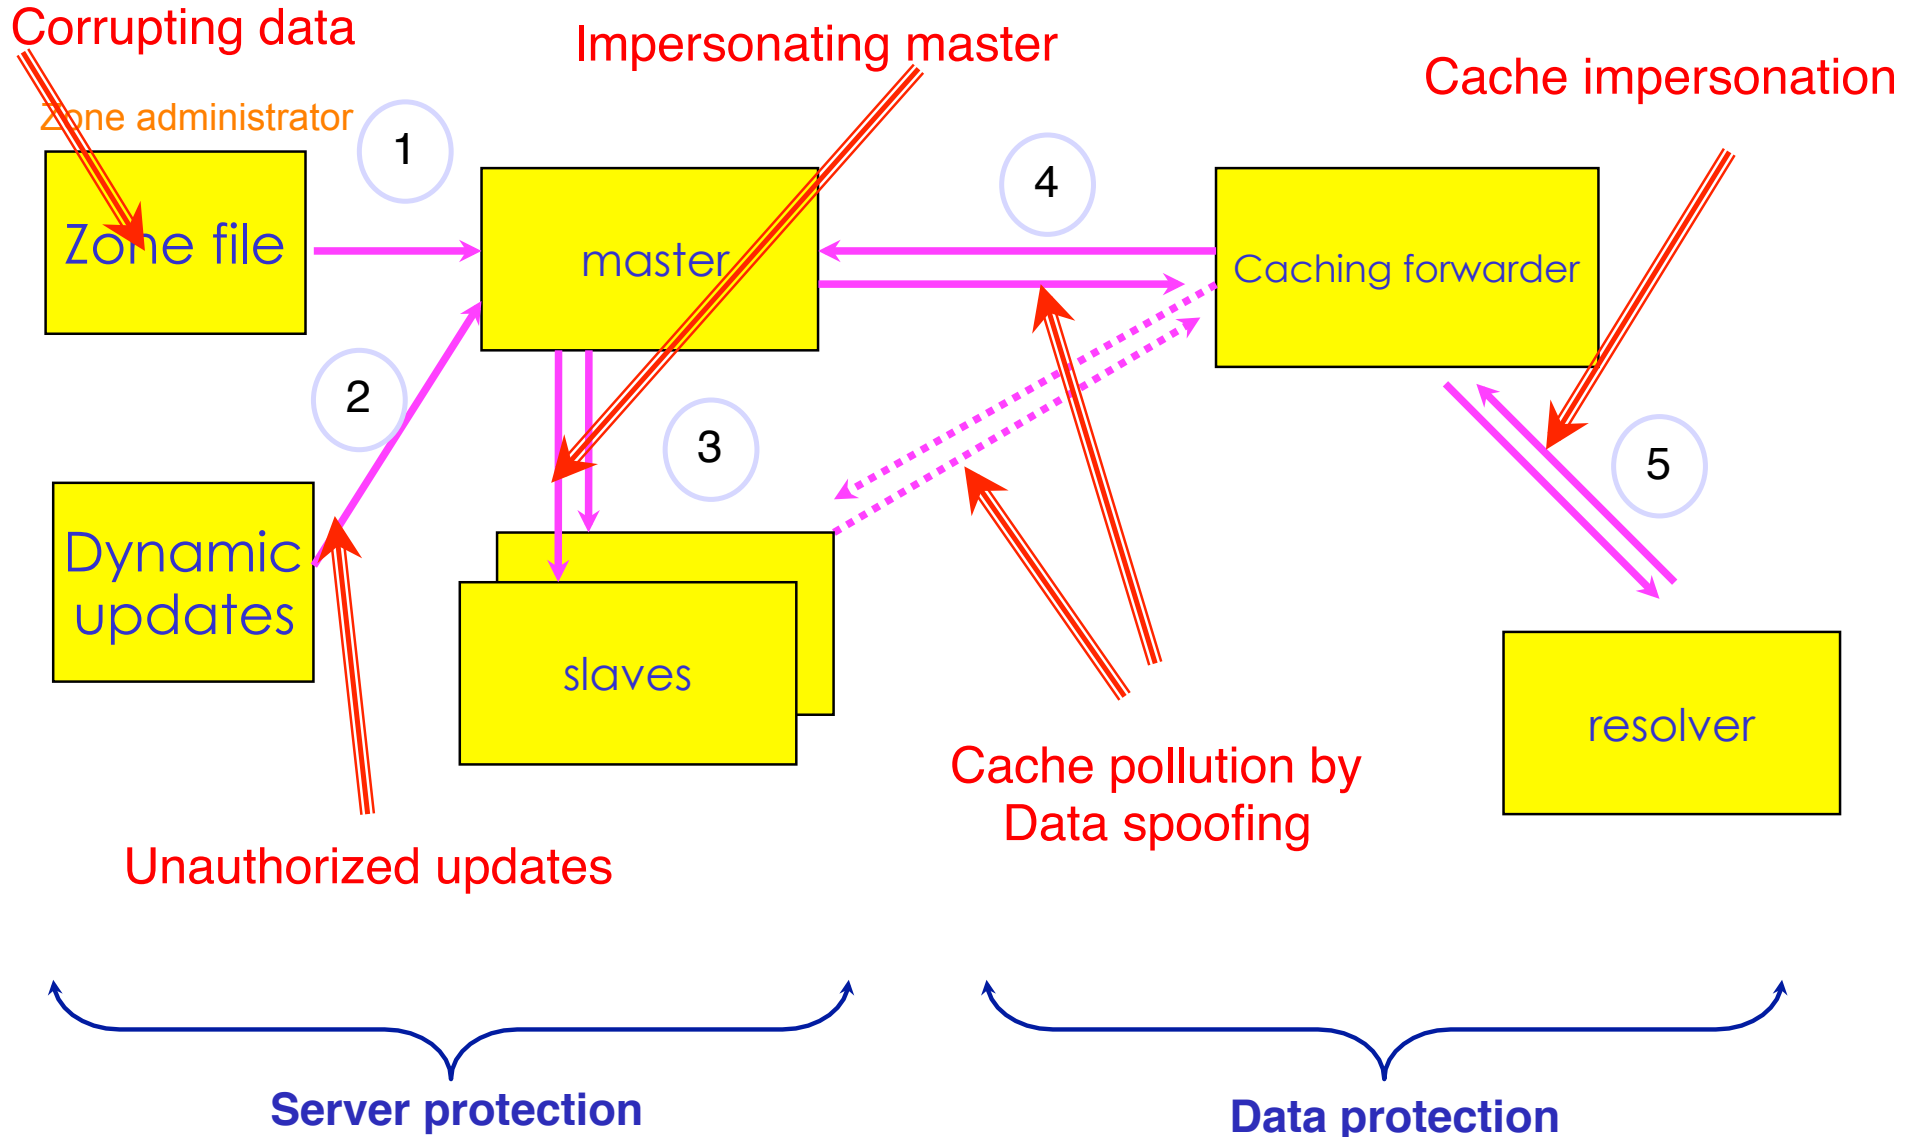 Corrupting data
Impersonating master
Cache impersonation
Zone administrator
1
4
Zone file
master
Caching forwarder
2
3
5
Dynamic
updates
slaves
resolver
Cache pollution by
Data spoofing
Unauthorized updates
Server protection
Data protection